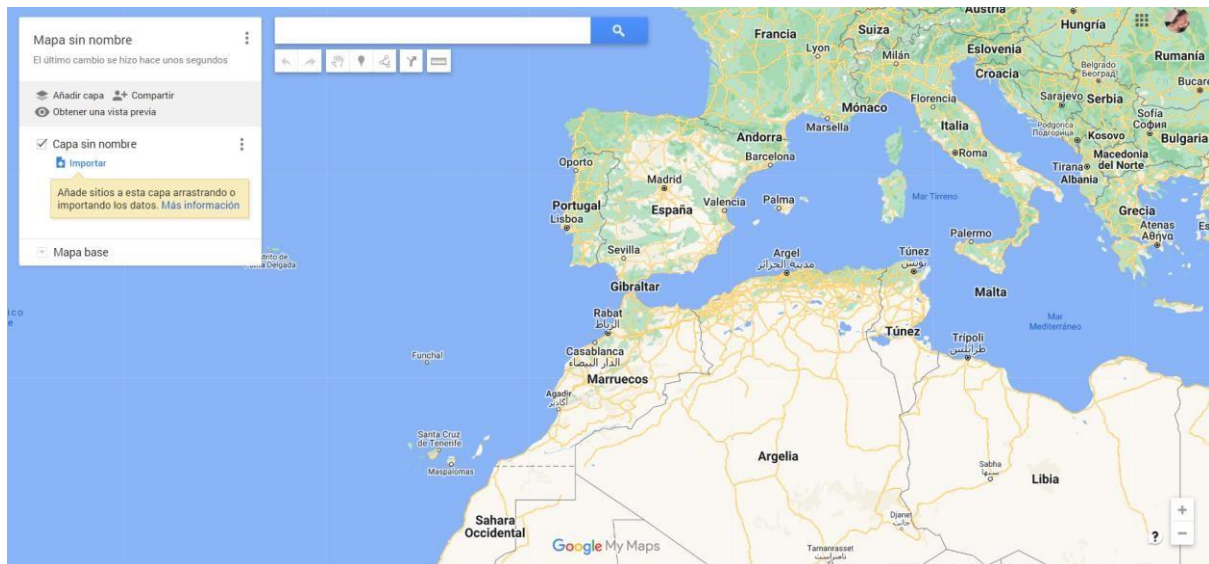 Mapa sin nombre
El último cambio se hizo hace unos segundos
Añadir capa Compartir
Obtener una vista previa
Capa sin nombre
Importar
Añade sitios a esta capa arrastrando o
importando los datos. Más información
Mapa base
Austria
Hungría
Francia
Suiza
Lyon
Milán
Eslovenia
Rumanía
Croacia
Belgrado
Београд
Sarajevo
Serbia
Mónaco
Florencia
Marsella
Italia
Podgorica
Подгорица
Kosovo
Sofía
София
Bulgaria
Andorra
Barcelona
Roma
Tirana
Macedonia
del Norte
Albania
Oporto
Madrid
Portugal
Lisboa
España
Valencia
Palma
Mar Tirreno
Grecia
Atenas
Αθήνα
Palermo
Sevilla
Argel
مدينة الجزائر
Túnez
تونس
Gibraltar
Malta
Rabat
الرباط
Túnez
Mar
Mediterráneo
Trípoli
طرابلس
Casablanca
الدار البيضاء
Funchal
Marruecos
Agadir
أكادير
Santa Cruz
de Tenerife
Maspalomas
Argelia
Sabha
سبها
Libia
Sahara
Occidental
Djanet
جانت
Tamanrasset
Google My Maps
?